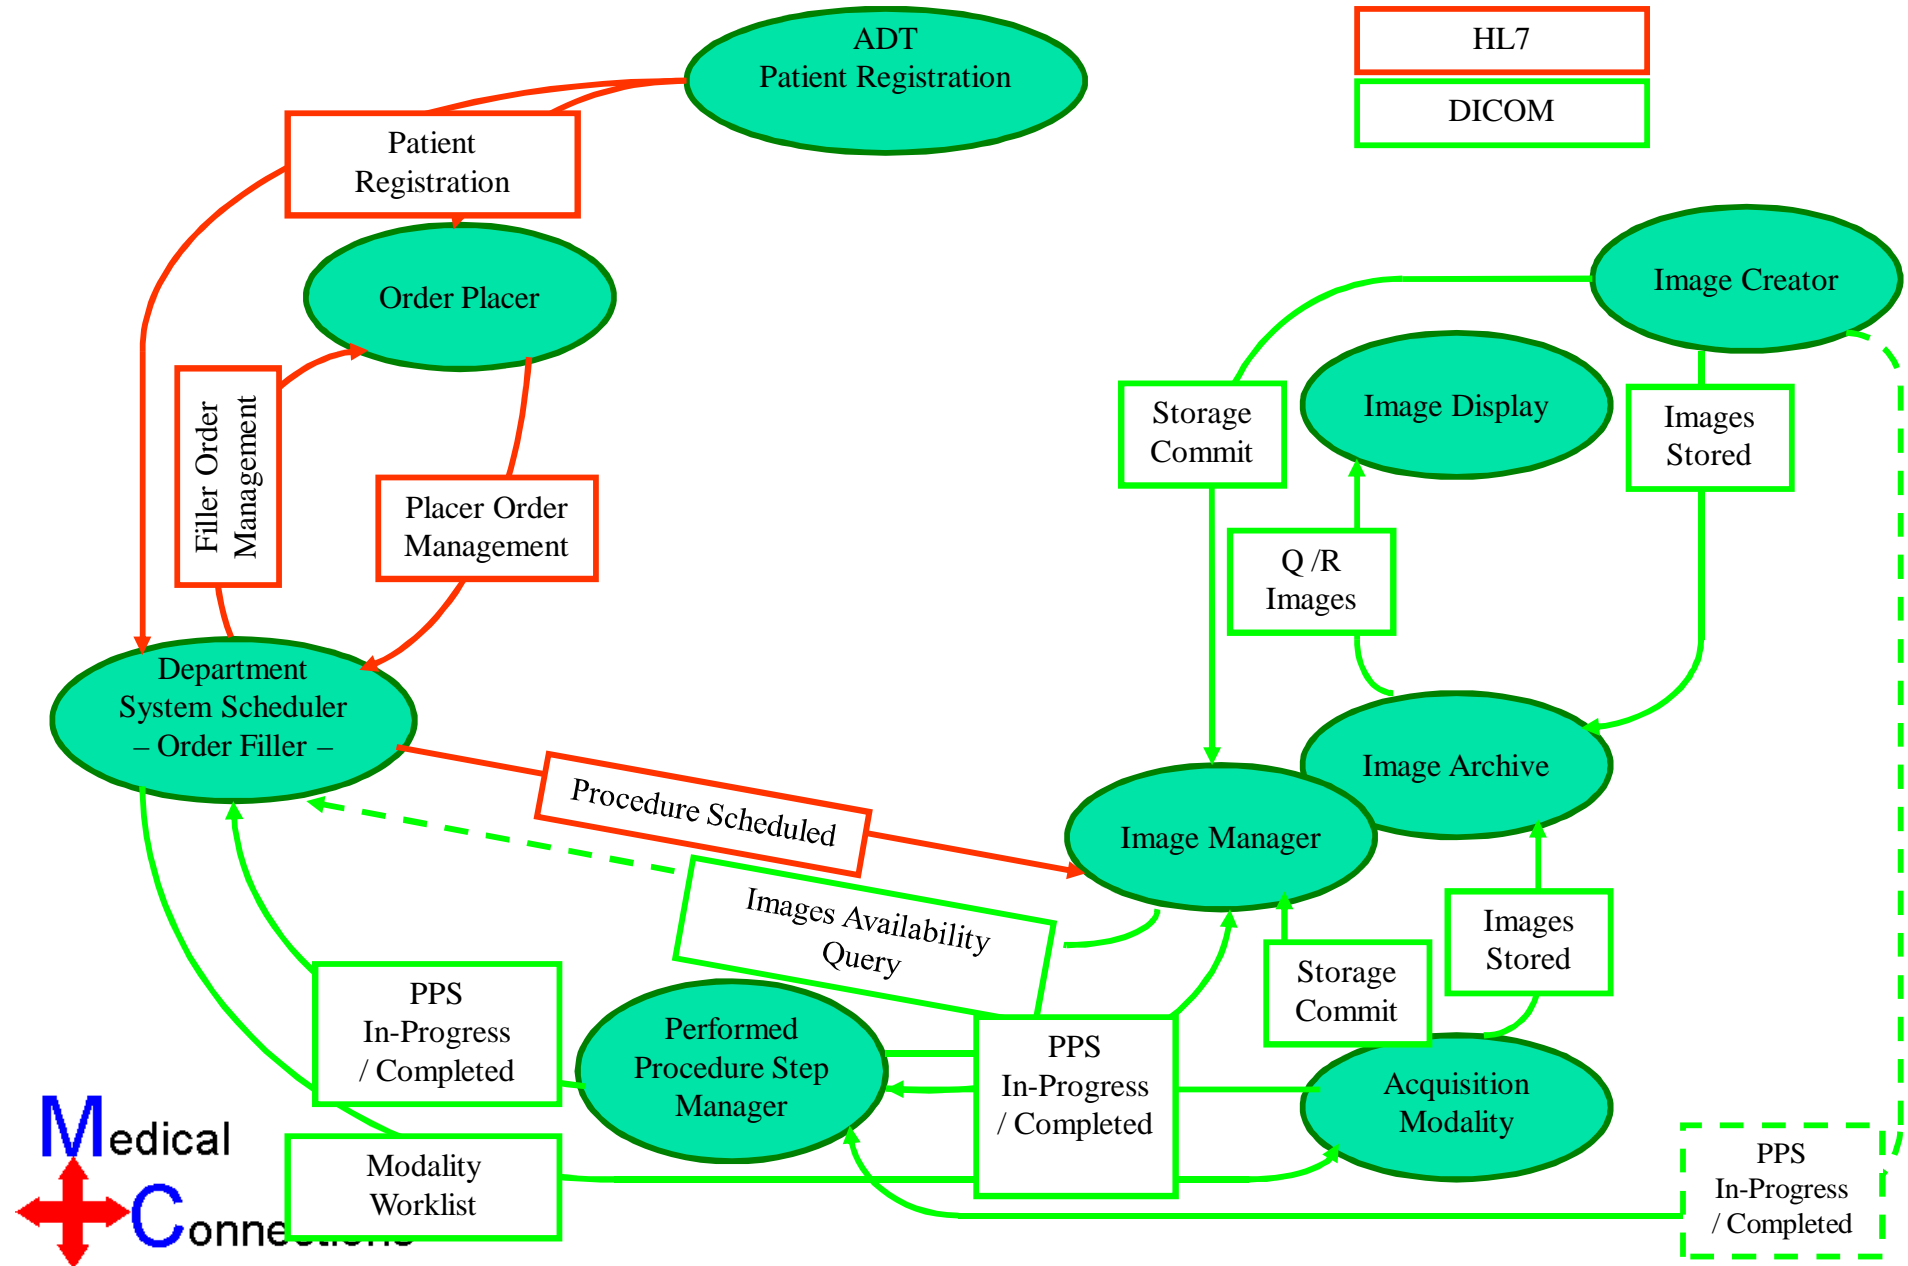 ADT
Patient Registration
HL7
DICOM
Patient
Registration
Order Placer
Image Creator
Image Display
Storage
Commit
Images
Stored
Filler Order
Management
Placer Order
Management
Q /R
Images
Department
System Scheduler
– Order Filler –
Procedure Scheduled
Image Archive
Image Manager
Images Availability
Query
Images
Stored
Storage
Commit
PPS
In-Progress
/ Completed
Performed
Procedure Step
Manager
PPS
In-Progress
/ Completed
Acquisition
Modality
Modality
Worklist
PPS
In-Progress
/ Completed
Medical
Connections